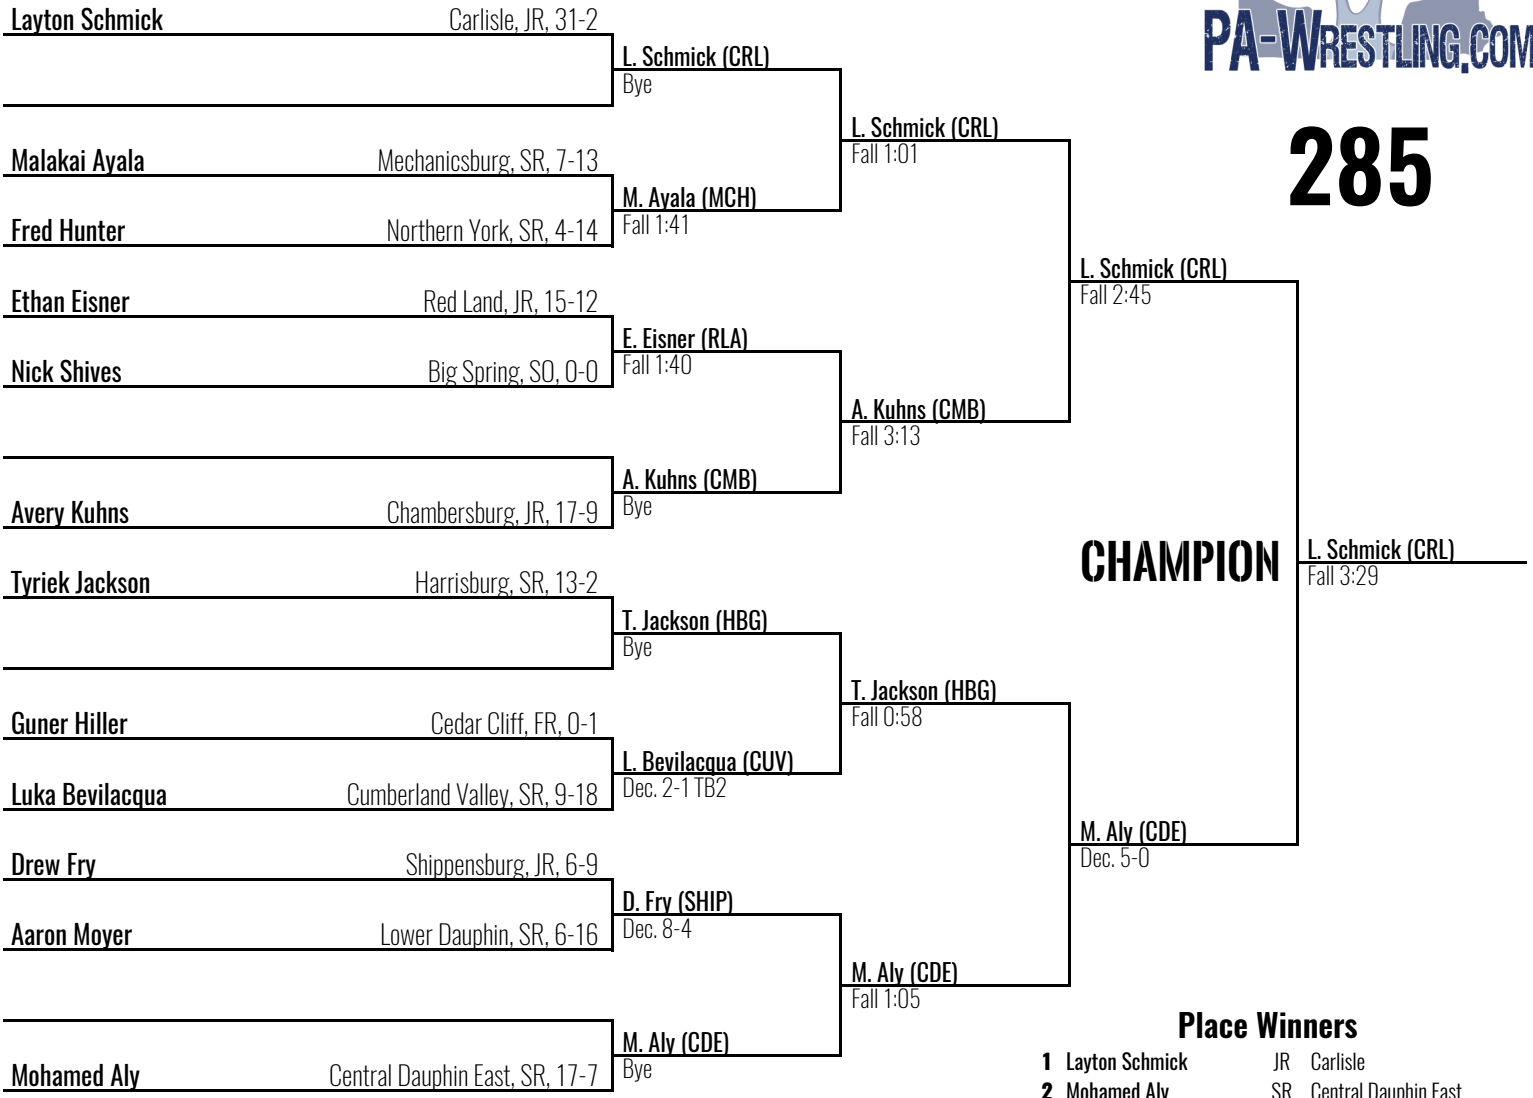 PA-WRESTLING.COM
285
Layton Schmick Carlisle, JR, 31-2
L. Schmick (CRL)
Bye
L. Schmick (CRL)
Fall 1:01
Malakai Ayala Mechanicsburg, SR, 7-13
M. Ayala (MCH)
Fall 1:41
Fred Hunter Northern York, SR, 4-14
L. Schmick (CRL)
Fall 2:45
Ethan Eisner Red Land, JR, 15-12
E. Eisner (RLA)
Fall 1:40
Nick Shives Big Spring, SO, 0-0
A. Kuhns (CMB)
Fall 3:13
A. Kuhns (CMB)
Bye
Avery Kuhns Chambersburg, JR, 17-9
CHAMPION
L. Schmick (CRL)
Fall 3:29
Tyriek Jackson Harrisburg, SR, 13-2
T. Jackson (HBG)
Bye
T. Jackson (HBG)
Fall 0:58
Guner Hiller Cedar Cliff, FR, 0-1
L. Bevilacqua (CUV)
Dec. 2-1 TB2
Luka Bevilacqua Cumberland Valley, SR, 9-18
M. Aly (CDE)
Dec. 5-0
Drew Fry Shippensburg, JR, 6-9
D. Fry (SHIP)
Dec. 8-4
Aaron Moyer Lower Dauphin, SR, 6-16
M. Aly (CDE)
Fall 1:05
M. Aly (CDE)
Bye
Mohamed Aly Central Dauphin East, SR, 17-7
Place Winners
1 Layton Schmick JR Carlisle
2 Mohamed Aly SR Central Dauphin East